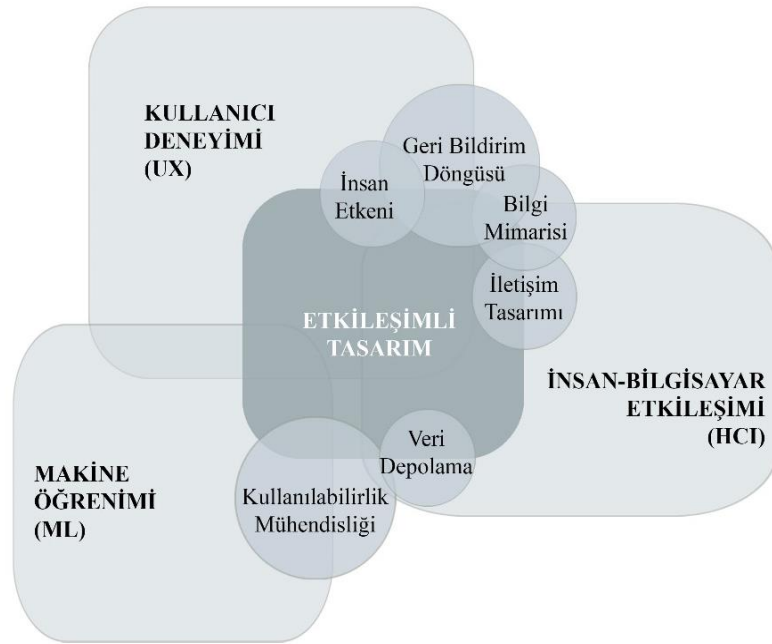 KULLANICI
DENEYİMİ
(UX)
Geri Bildirim
Döngüsü
İnsan
Etkeni
Bilgi
Mimarisi
İletişim
Tasarımı
ETKİLEŞİMLİ
TASARIM
İNSAN-BİLGİSAYAR
ETKİLEŞİMİ
(HCI)
Veri
Depolama
MAKİNE
ÖĞRENİMİ
(ML)
Kullanılabilirlik
Mühendisliği